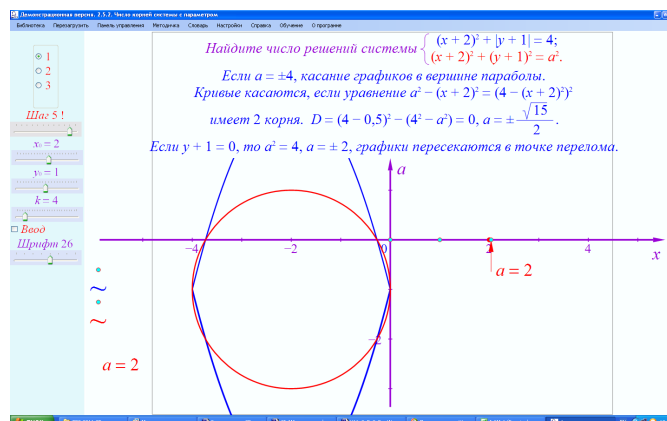 Демонстрационная версия. 2.5.2. Число корней системы с параметром
Библиотека Перезагрузить Панель управления Методичка Словарь Настройки Справка Обучение О программе
Найдите число решений системы { (x + 2)² + |y + 1| = 4;
(x + 2)² + (y + 1)² = a².
1
2
3
Если a = ±4, касание графиков в вершине параболы.
Кривые касаются, если уравнение a² − (x + 2)² = (4 − (x + 2)²)²
имеет 2 корня. D = (4 − 0,5)² − (4² − a²) = 0, a = ± √15/2 .
Если y + 1 = 0, то a² = 4, a = ± 2, графики пересекаются в точке перелома.
Шаг 5 !
x₀ = 2
y₀ = 1
k = 4
Ввод
Шрифт 26
a
−4 −2 0 2 4 x
a = 2
−2
~
~
a = 2